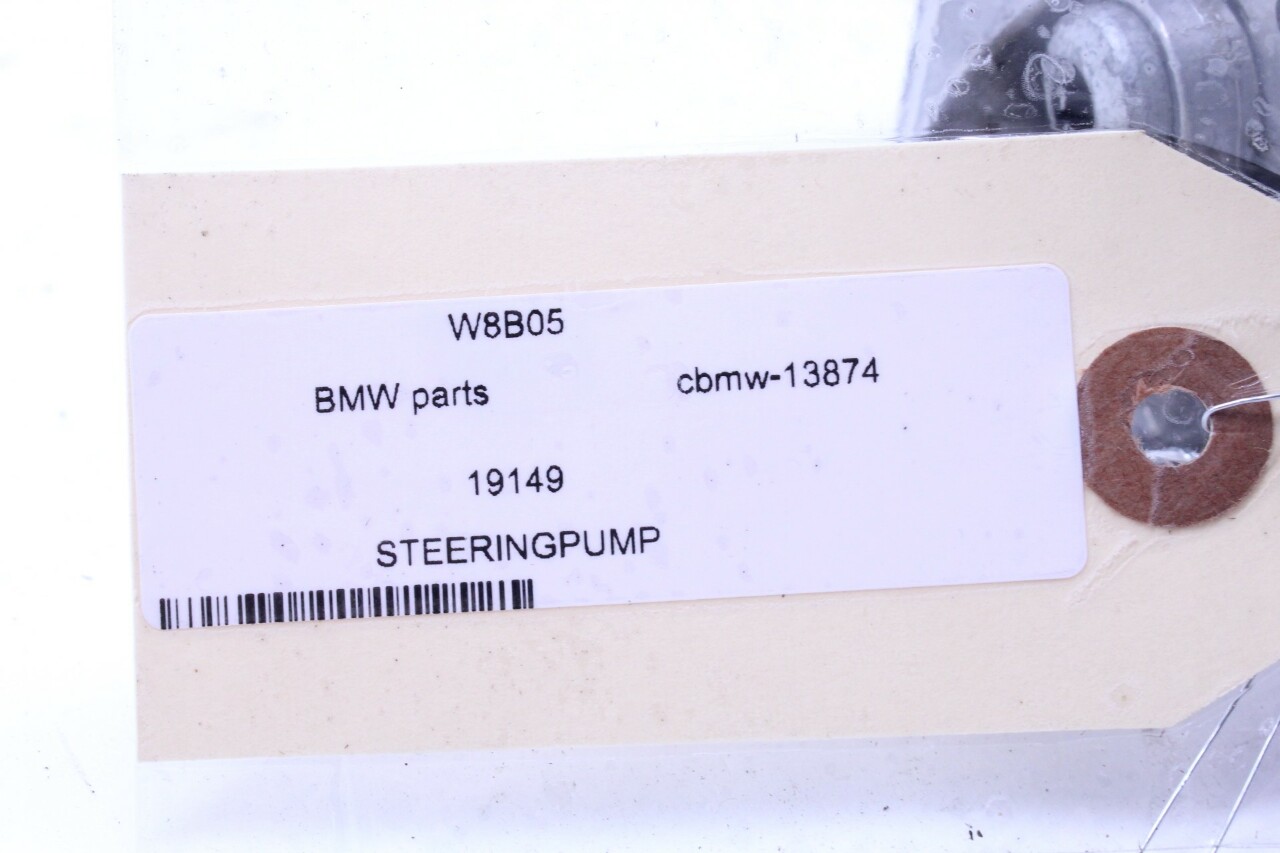 W8B05
BMW parts cbmw-13874
19149
STEERINGPUMP